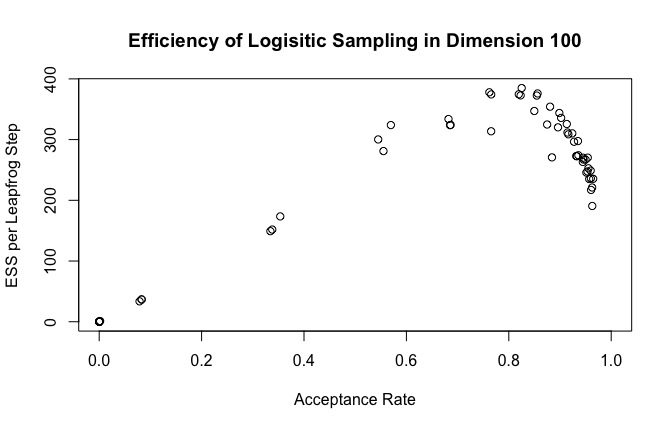 Efficiency of Logisitic Sampling in Dimension 100
ESS per Leapfrog Step
400
300
200
100
0
0.0 0.2 0.4 0.6 0.8 1.0
Acceptance Rate